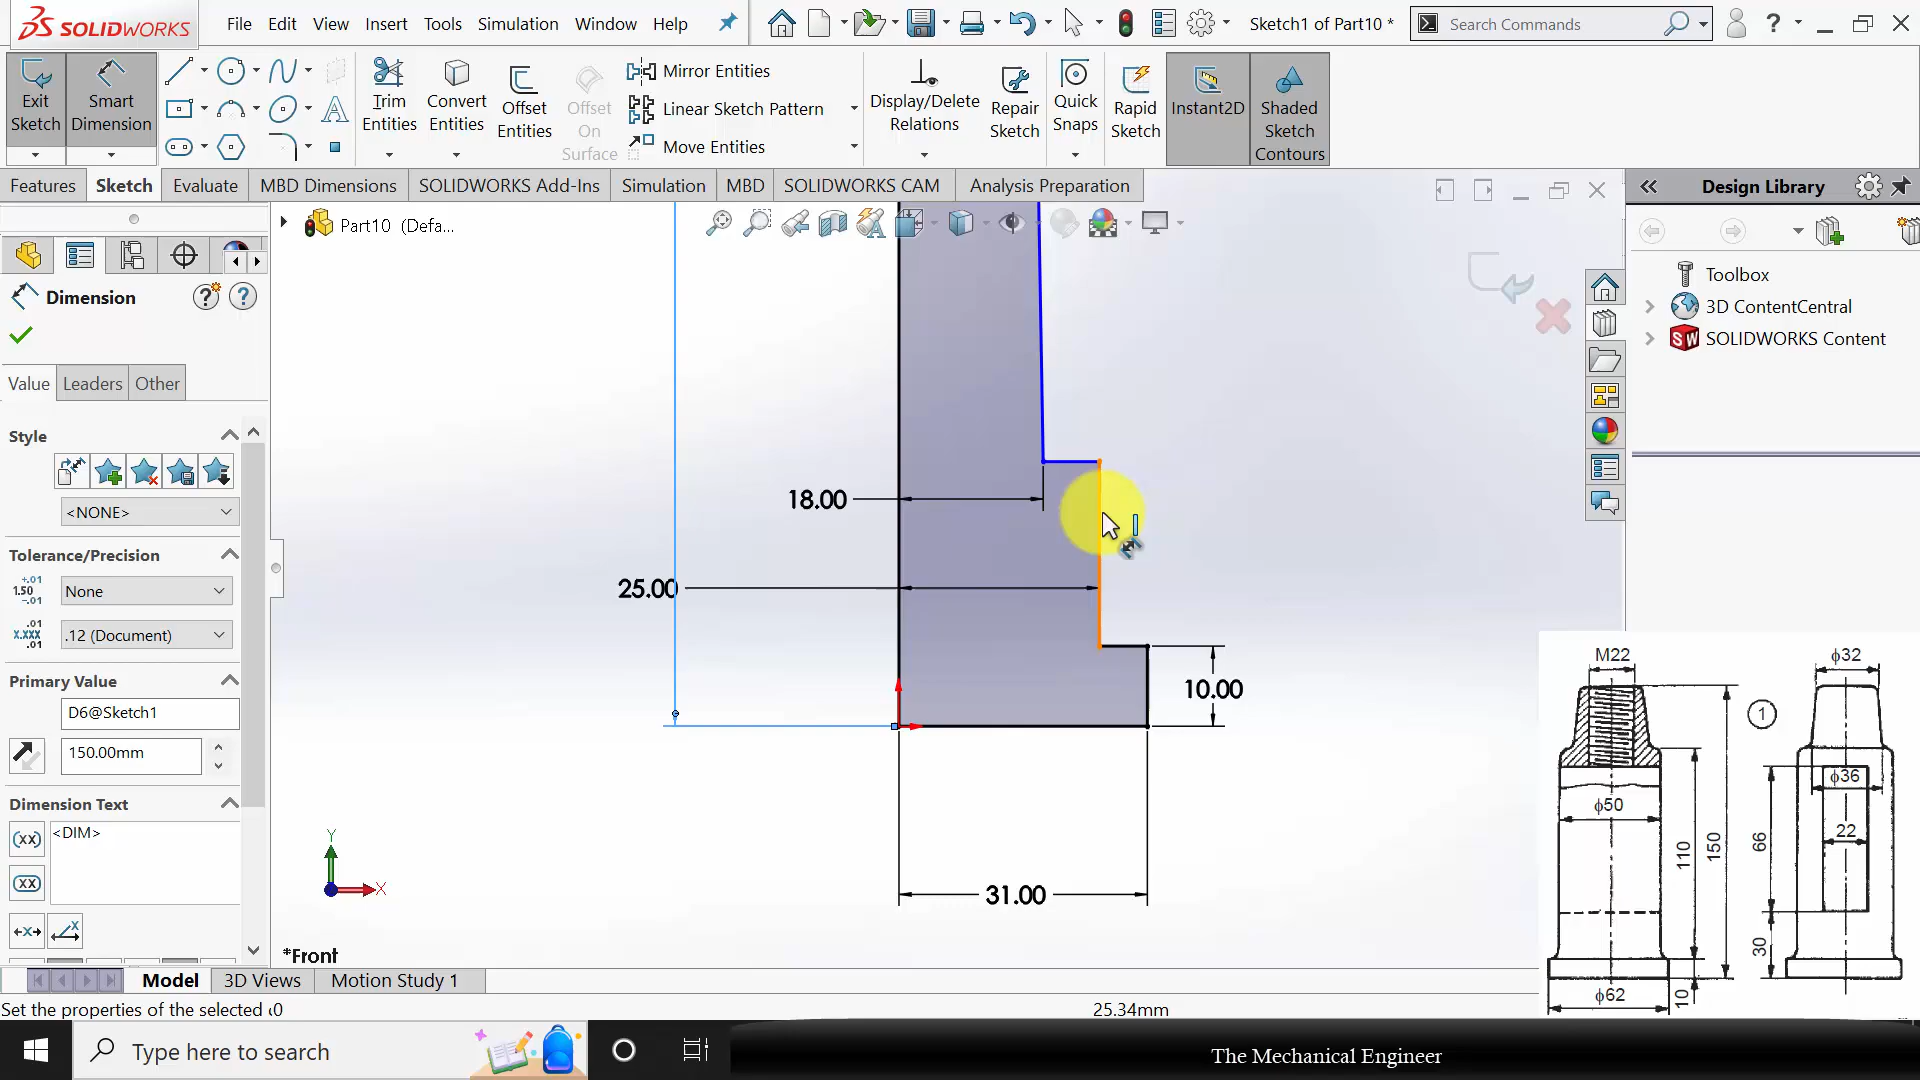 SOLIDWORKS
File Edit View Insert Tools Simulation Window Help
Sketch1 of Part10 *
Search Commands
Exit Sketch
Smart Dimension
Trim Entities
Convert Entities
Offset Entities
Offset On Surface
Mirror Entities
Linear Sketch Pattern
Move Entities
Display/Delete Relations
Repair Sketch
Quick Snaps
Rapid Sketch
Instant2D
Shaded Sketch Contours
Features Sketch Evaluate MBD Dimensions SOLIDWORKS Add-Ins Simulation MBD SOLIDWORKS CAM Analysis Preparation
Design Library
Part10 (Defa...
Toolbox
3D ContentCentral
SOLIDWORKS Content
Dimension
Value Leaders Other
Style
<NONE>
Tolerance/Precision
None
.12 (Document)
Primary Value
D6@Sketch1
150.00mm
Dimension Text
<DIM>
18.00
25.00
10.00
31.00
Y
X
*Front
M22
ϕ32
1
ϕ36
ϕ50
22
66
110
150
30
ϕ62
10
Model 3D Views Motion Study 1
Set the properties of the selected
25.34mm
Type here to search
The Mechanical Engineer